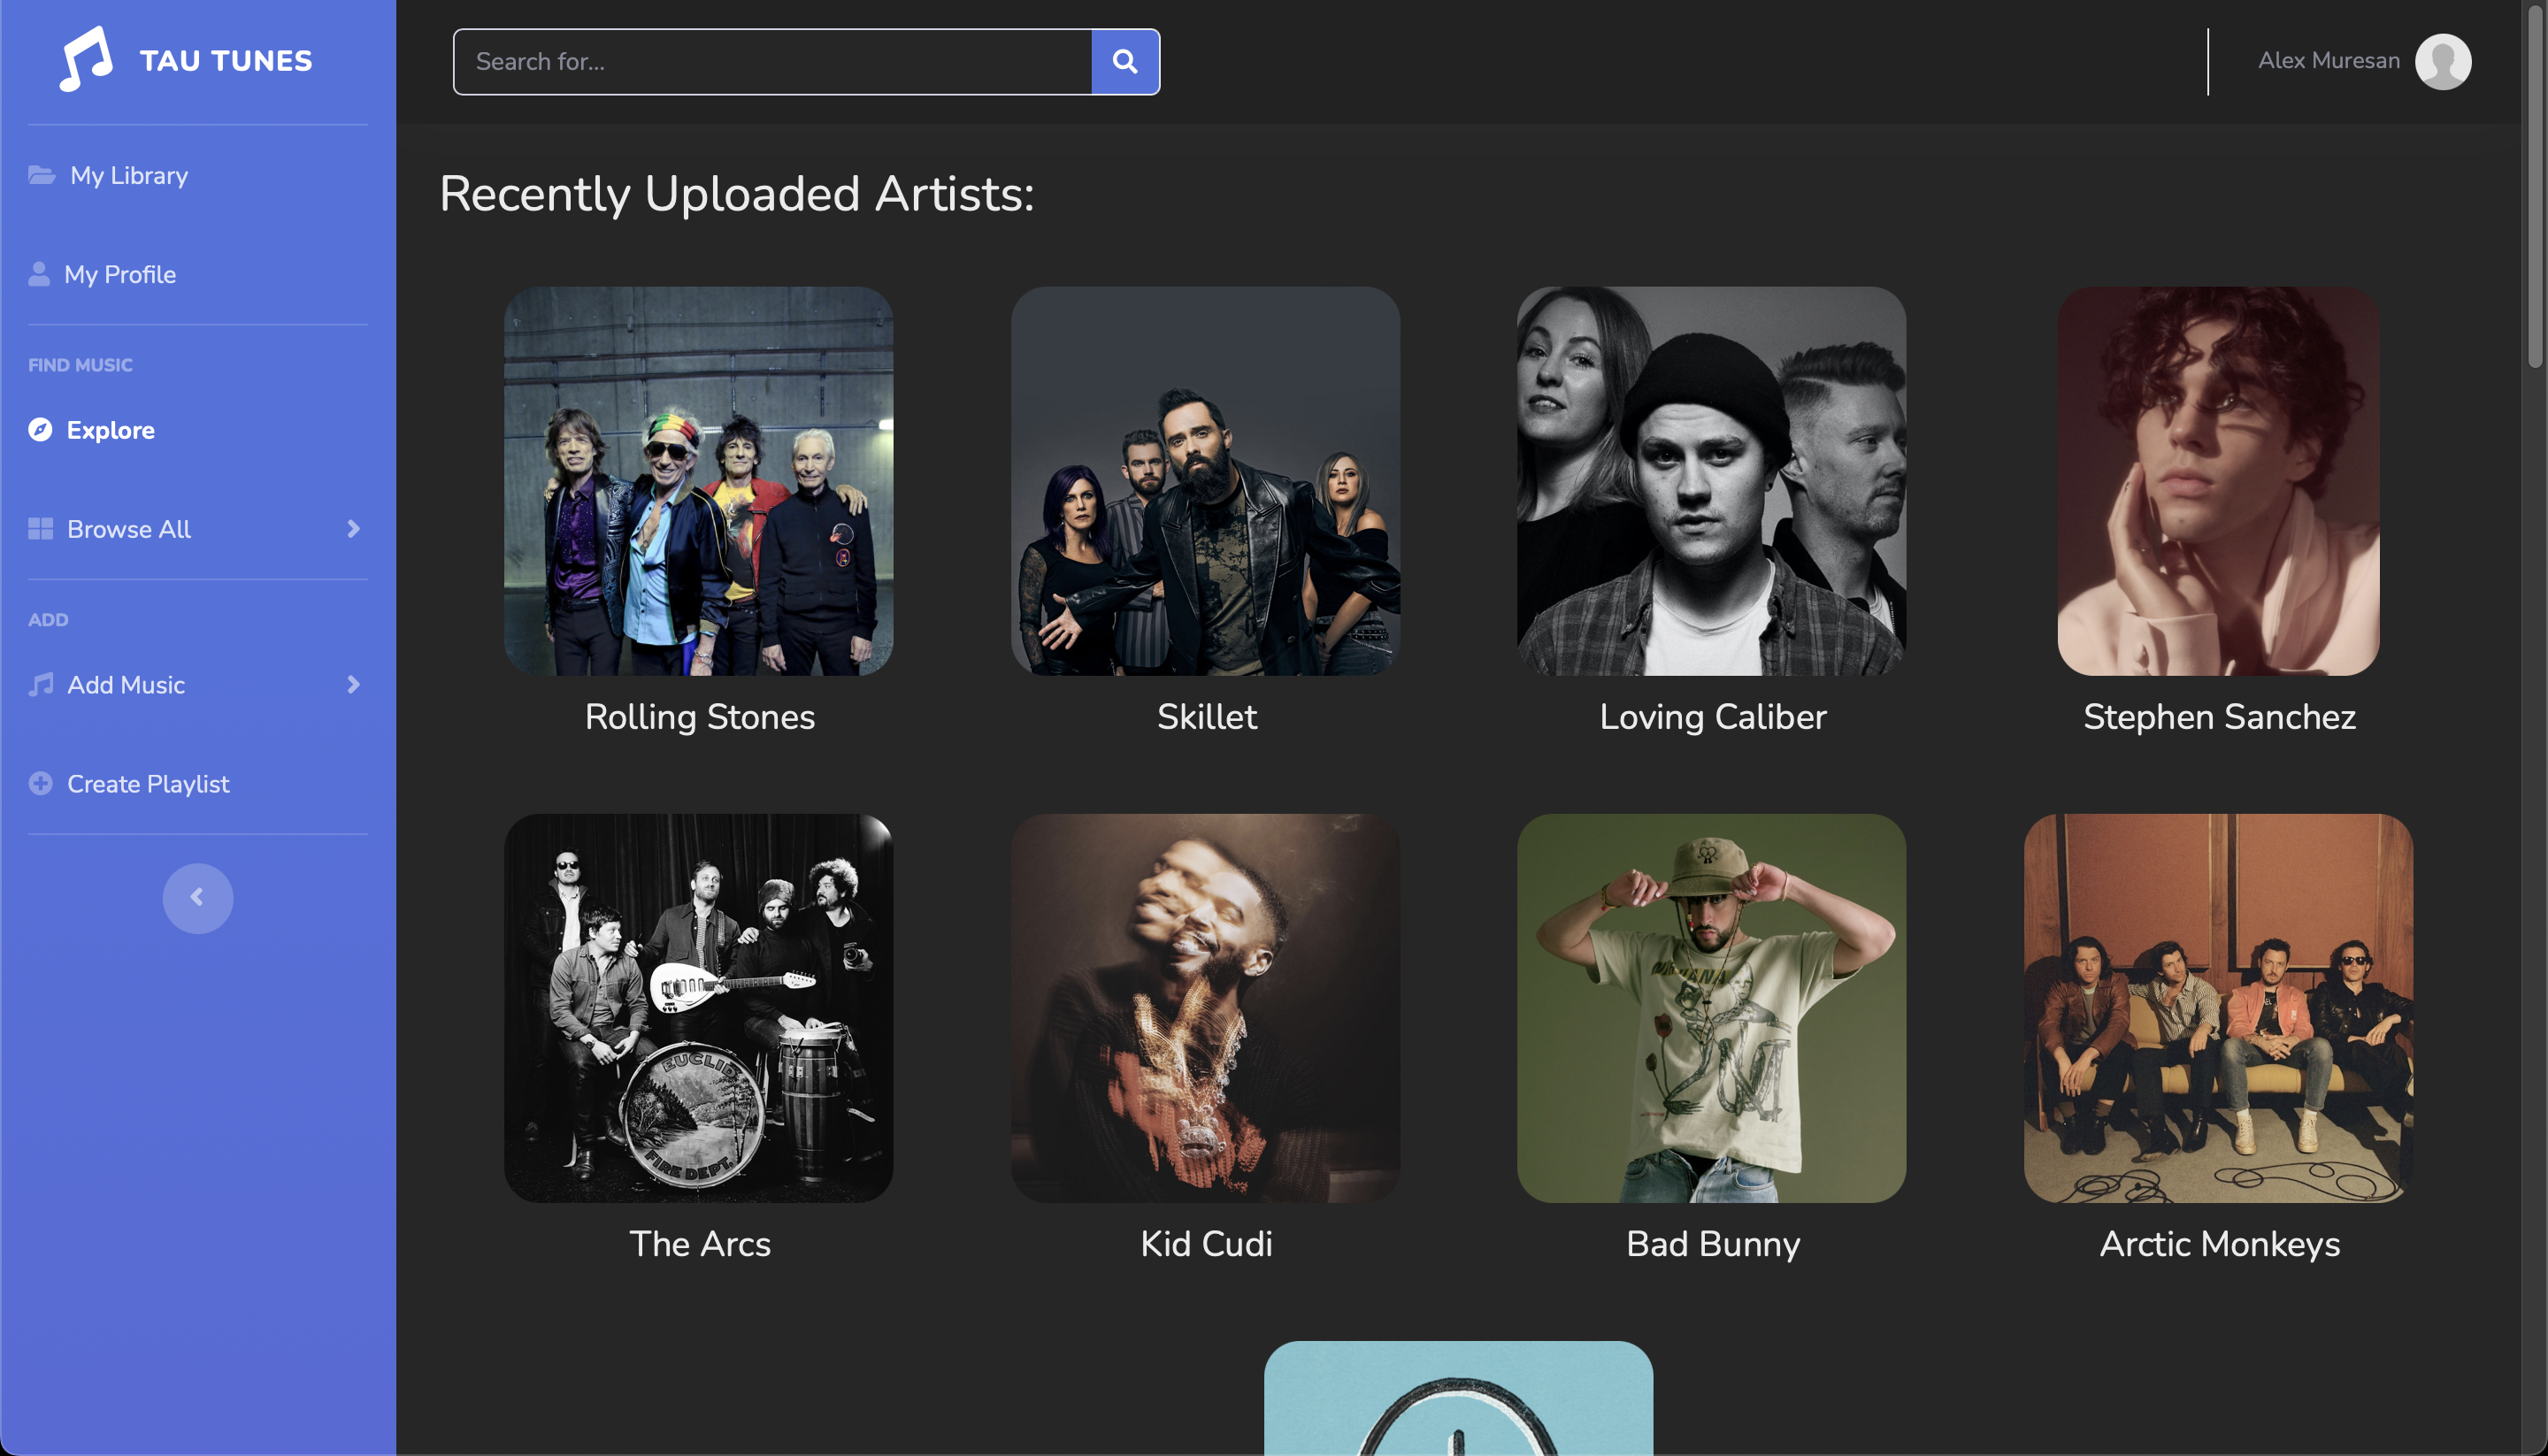 TAU TUNES
Search for...
Alex Muresan
My Library
My Profile
FIND MUSIC
Explore
Browse All
ADD
Add Music
Create Playlist
Recently Uploaded Artists:
Rolling Stones
Skillet
Loving Caliber
Stephen Sanchez
EUCLID
FIRE DEPT.
NIRVANA
The Arcs
Kid Cudi
Bad Bunny
Arctic Monkeys